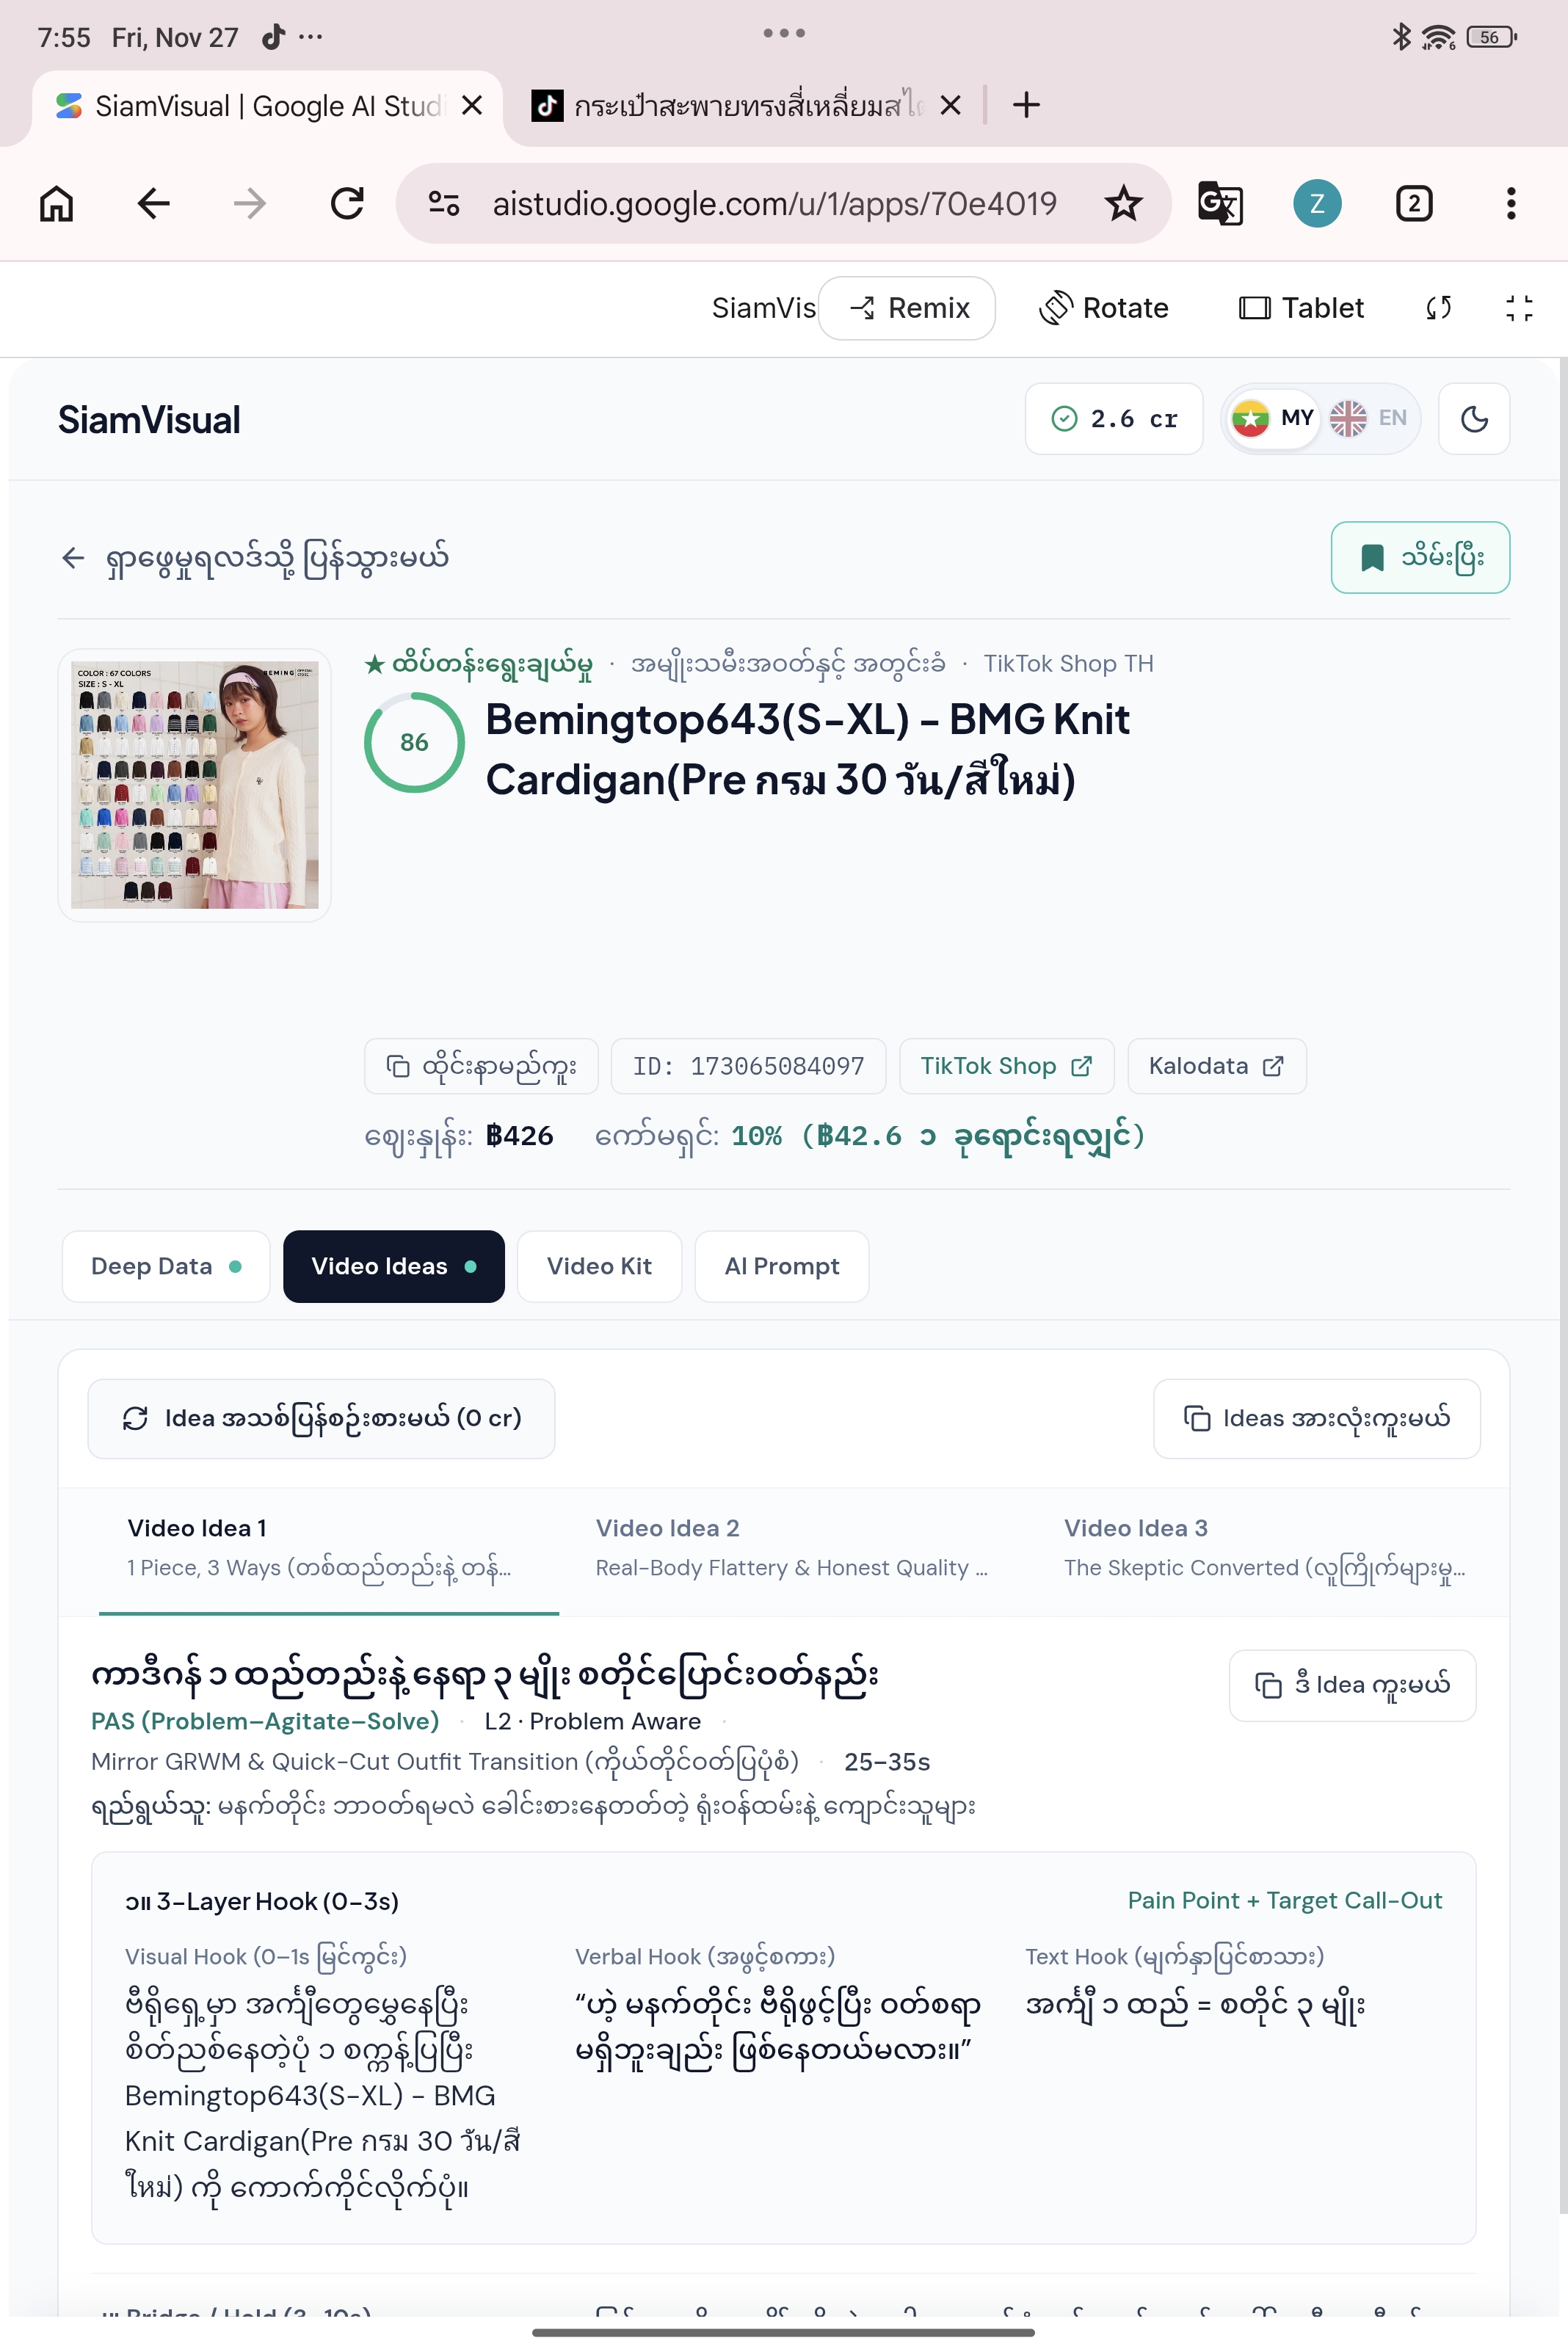 7:55 Fri, Nov 27
56
SiamVisual | Google AI Studi
กระเป๋าสะพายทรงสี่เหลี่ยมสไต
aistudio.google.com/u/1/apps/70e4019
Z
2
SiamVis
Remix
Rotate
Tablet
SiamVisual
2.6 cr
MY
EN
ရှာဖွေမှုရလဒ်သို့ ပြန်သွားမယ်
သိမ်းပြီး
COLOR : 67 COLORS
SIZE : S - XL
BEMING
★ ထိပ်တန်းရွေးချယ်မှု · အမျိုးသမီးအဝတ်နှင့် အတွင်းခံ · TikTok Shop TH
86
Bemingtop643(S-XL) - BMG Knit
Cardigan(Pre กรม 30 วัน/สีใหม่)
ထိုင်းနာမည်ကူး
ID: 173065084097
TikTok Shop
Kalodata
ဈေးနှုန်း: ฿426 ကော်မရှင်: 10% (฿42.6 ၁ ခုရောင်းရလျှင်)
Deep Data
Video Ideas
Video Kit
AI Prompt
Idea အသစ်ပြန်စဉ်းစားမယ် (0 cr)
Ideas အားလုံးကူးမယ်
Video Idea 1
1 Piece, 3 Ways (တစ်ထည်တည်းနဲ့ တန်...
Video Idea 2
Real-Body Flattery & Honest Quality ...
Video Idea 3
The Skeptic Converted (လူကြိုက်များမှု...
ကာဒီဂန် ၁ ထည်တည်းနဲ့ နေရာ ၃ မျိုး စတိုင်ပြောင်းဝတ်နည်း
ဒီ Idea ကူးမယ်
PAS (Problem–Agitate–Solve) · L2 · Problem Aware ·
Mirror GRWM & Quick-Cut Outfit Transition (ကိုယ်တိုင်ဝတ်ပြပုံစံ) · 25–35s
ရည်ရွယ်သူ: မနက်တိုင်း ဘာဝတ်ရမလဲ ခေါင်းစားနေတတ်တဲ့ ရုံးဝန်ထမ်းနဲ့ ကျောင်းသူများ
၁။ 3-Layer Hook (0–3s)
Pain Point + Target Call-Out
Visual Hook (0–1s မြင်ကွင်း)
ဗီရိုရှေ့မှာ အင်္ကျီတွေမွှေနေပြီး
စိတ်ညစ်နေတဲ့ပုံ ၁ စက္ကန့်ပြပြီး
Bemingtop643(S-XL) - BMG
Knit Cardigan(Pre กรม 30 วัน/สี
ใหม่) ကို ကောက်ကိုင်လိုက်ပုံ။
Verbal Hook (အဖွင့်စကား)
“ဟဲ့ မနက်တိုင်း ဗီရိုဖွင့်ပြီး ဝတ်စရာ
မရှိဘူးချည်း ဖြစ်နေတယ်မလား။”
Text Hook (မျက်နှာပြင်စာသား)
အင်္ကျီ ၁ ထည် = စတိုင် ၃ မျိုး